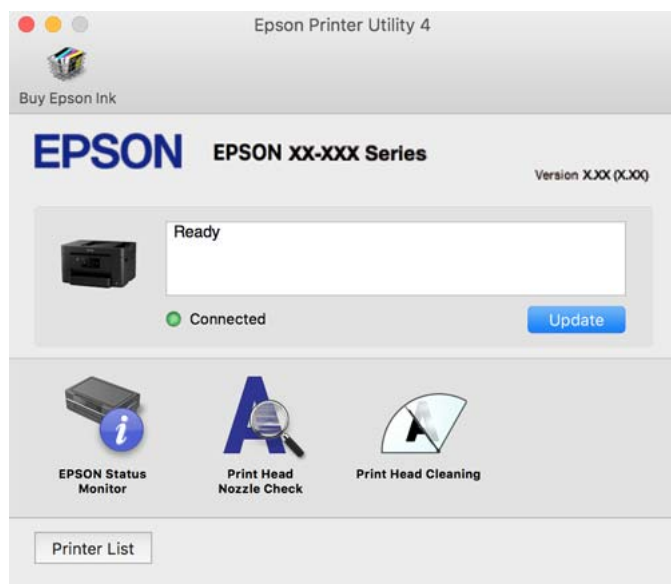 Epson Printer Utility 4
Buy Epson Ink
EPSON
EPSON XX-XXX Series
Version X.XX (X.XX)
Ready
Connected
Update
EPSON Status
Monitor
Print Head
Nozzle Check
Print Head Cleaning
Printer List